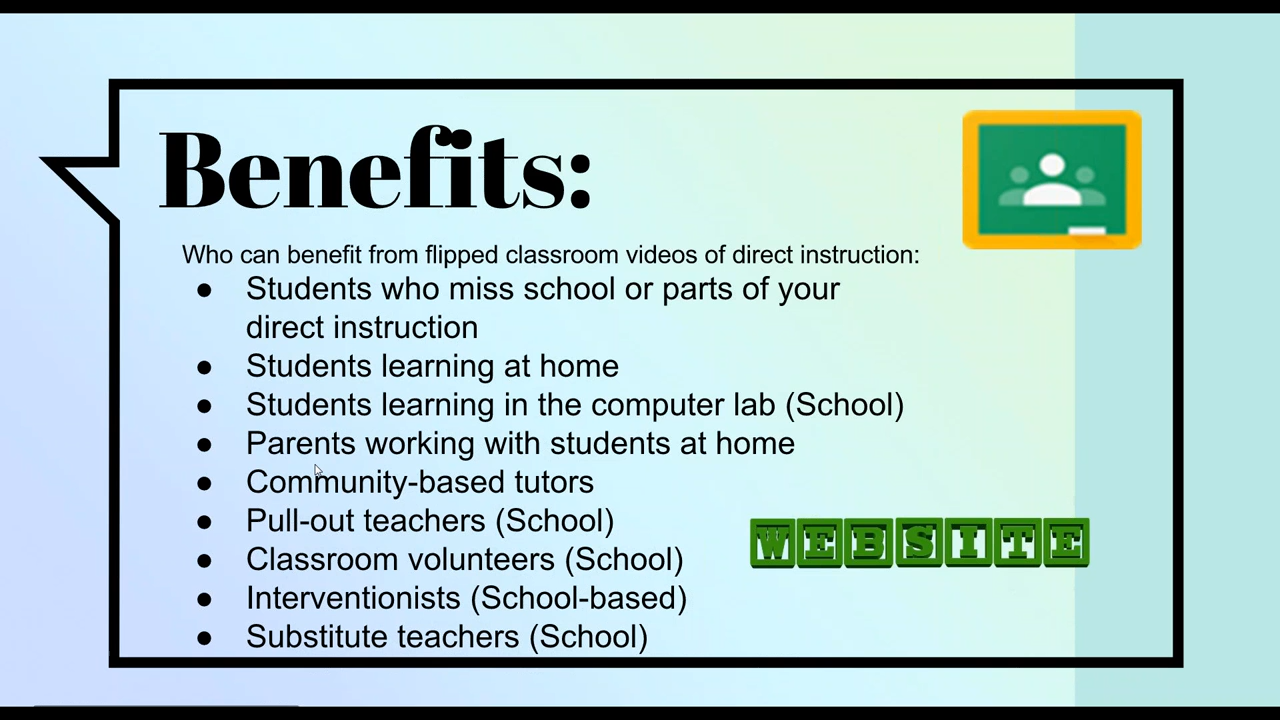 Benefits:
Who can benefit from flipped classroom videos of direct instruction:
● Students who miss school or parts of your
direct instruction
● Students learning at home
● Students learning in the computer lab (School)
● Parents working with students at home
● Community-based tutors
● Pull-out teachers (School)
● Classroom volunteers (School)
● Interventionists (School-based)
● Substitute teachers (School)
WEBSITE